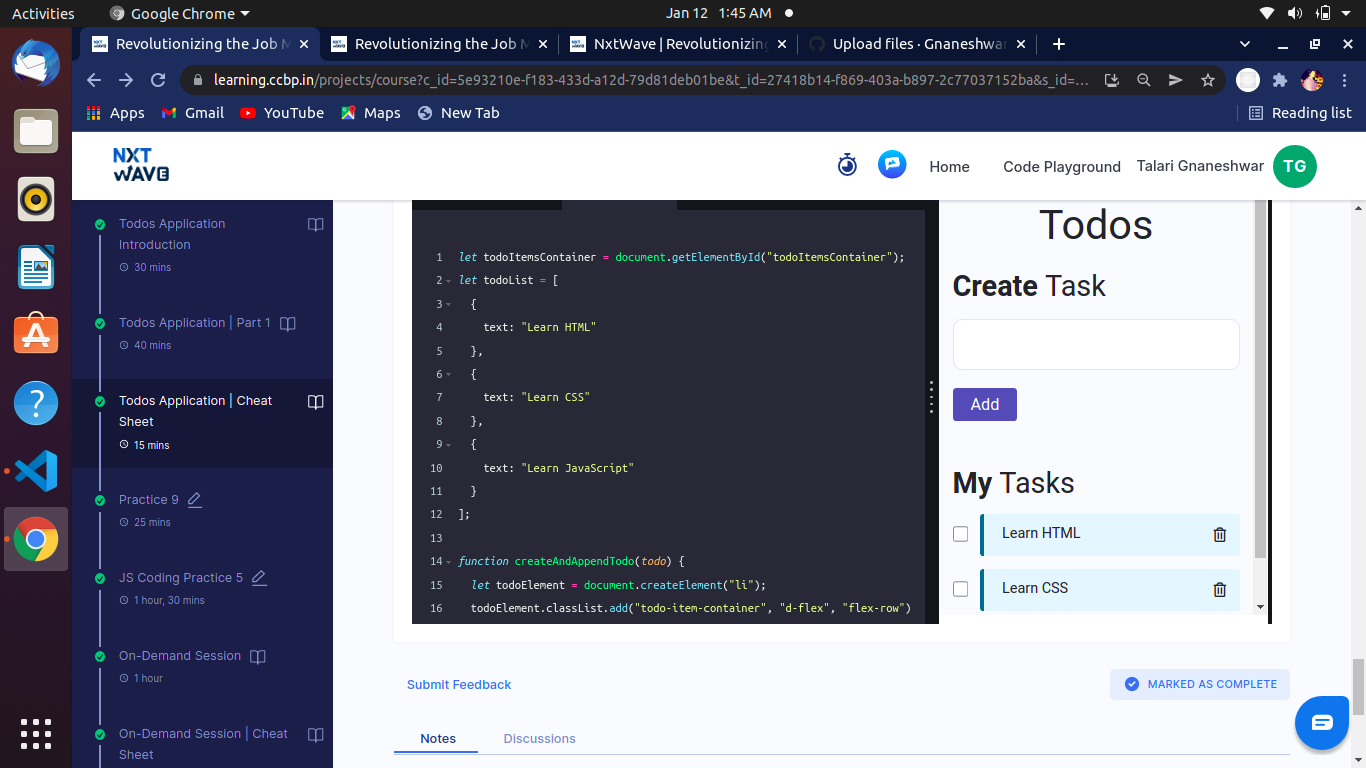 Activities
Google Chrome
Jan 12 1:45 AM
Revolutionizing the Job M
Revolutionizing the Job M
NxtWave | Revolutionizing
Upload files · Gnaneshwar
learning.ccbp.in/projects/course?c_id=5e93210e-f183-433d-a12d-79d81deb01be&t_id=27418b14-f869-403a-b897-2c77037152ba&s_id=...
Apps
Gmail
YouTube
Maps
New Tab
Reading list
NXT
WAVE
Home
Code Playground
Talari Gnaneshwar
TG
Todos Application
Introduction
30 mins
Todos Application | Part 1
40 mins
Todos Application | Cheat
Sheet
15 mins
Practice 9
25 mins
JS Coding Practice 5
1 hour, 30 mins
On-Demand Session
1 hour
On-Demand Session | Cheat
Sheet
1 let todoItemsContainer = document.getElementById("todoItemsContainer");
2 let todoList = [
3 {
4 text: "Learn HTML"
5 },
6 {
7 text: "Learn CSS"
8 },
9 {
10 text: "Learn JavaScript"
11 }
12 ];
13
14 function createAndAppendTodo(todo) {
15 let todoElement = document.createElement("li");
16 todoElement.classList.add("todo-item-container", "d-flex", "flex-row")
Todos
Create Task
Add
My Tasks
Learn HTML
Learn CSS
Submit Feedback
MARKED AS COMPLETE
Notes
Discussions